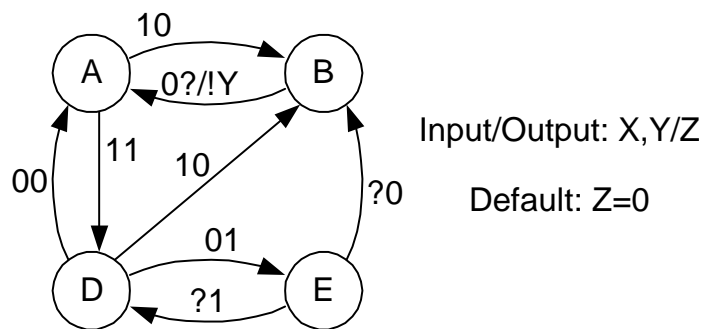 10
A
B
0?/!Y
Input/Output: X,Y/Z
11
10
00
?0
Default: Z=0
01
D
E
?1